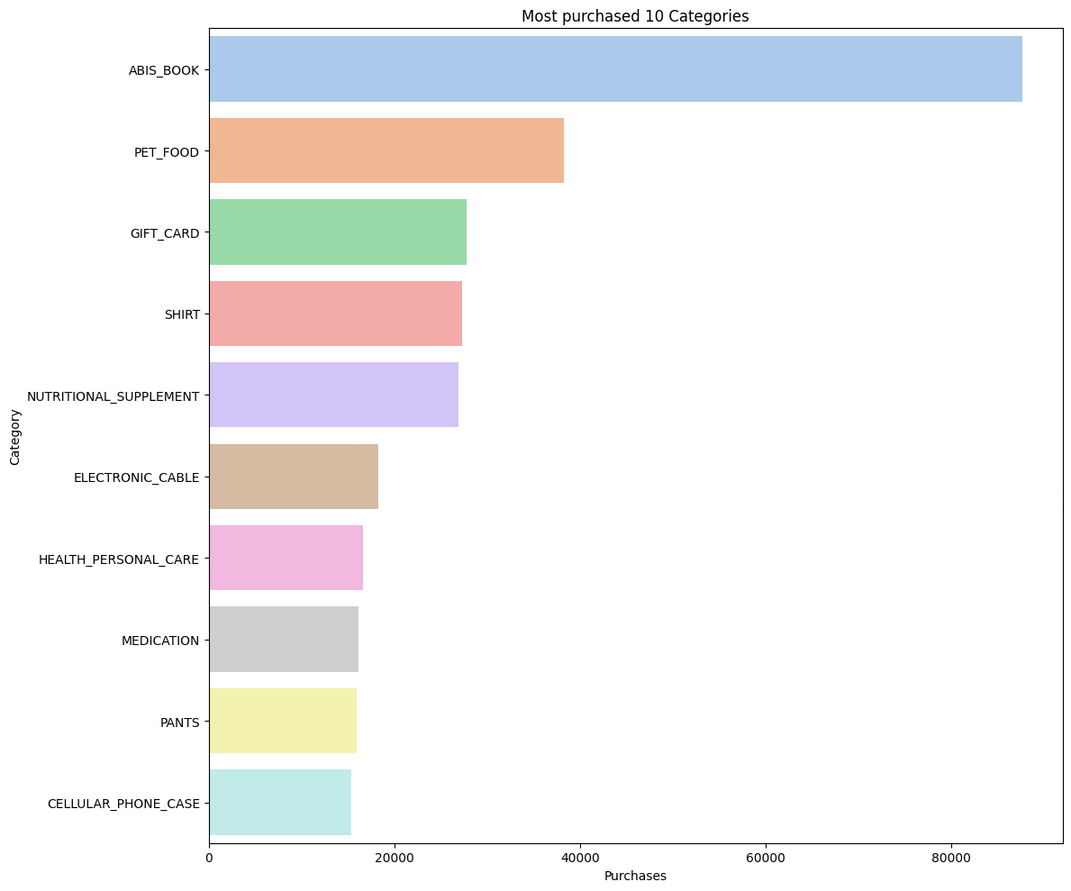 Most purchased 10 Categories
ABIS_BOOK
PET_FOOD
GIFT_CARD
SHIRT
NUTRITIONAL_SUPPLEMENT
ELECTRONIC_CABLE
HEALTH_PERSONAL_CARE
MEDICATION
PANTS
CELLULAR_PHONE_CASE
Category
0 20000 40000 60000 80000
Purchases